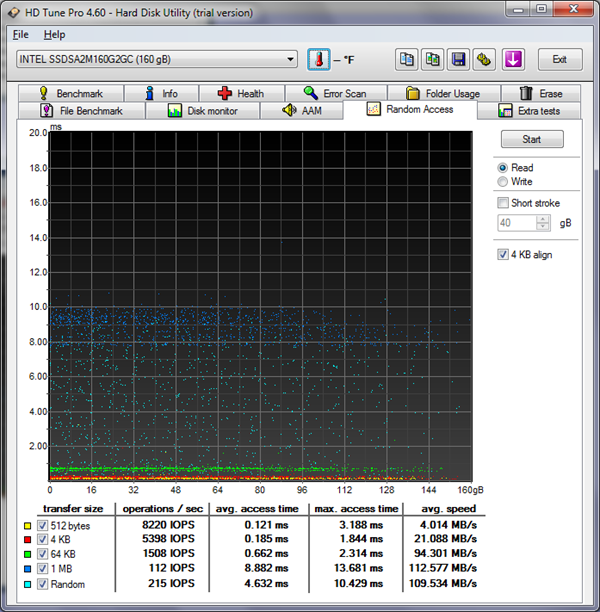 HD Tune Pro 4.60 - Hard Disk Utility (trial version)
File Help
INTEL SSDSA2M160G2GC (160 gB) – °F Exit
Benchmark Info Health Error Scan Folder Usage Erase
File Benchmark Disk monitor AAM Random Access Extra tests
ms
20.0
18.0
16.0
14.0
12.0
10.0
8.00
6.00
4.00
2.00
0 16 32 48 64 80 96 112 128 144 160gB
Start
Read
Write
Short stroke
40 gB
4 KB align
transfer size operations / sec avg. access time max. access time avg. speed
512 bytes 8220 IOPS 0.121 ms 3.188 ms 4.014 MB/s
4 KB 5398 IOPS 0.185 ms 1.844 ms 21.088 MB/s
64 KB 1508 IOPS 0.662 ms 2.314 ms 94.301 MB/s
1 MB 112 IOPS 8.882 ms 13.681 ms 112.577 MB/s
Random 215 IOPS 4.632 ms 10.429 ms 109.534 MB/s